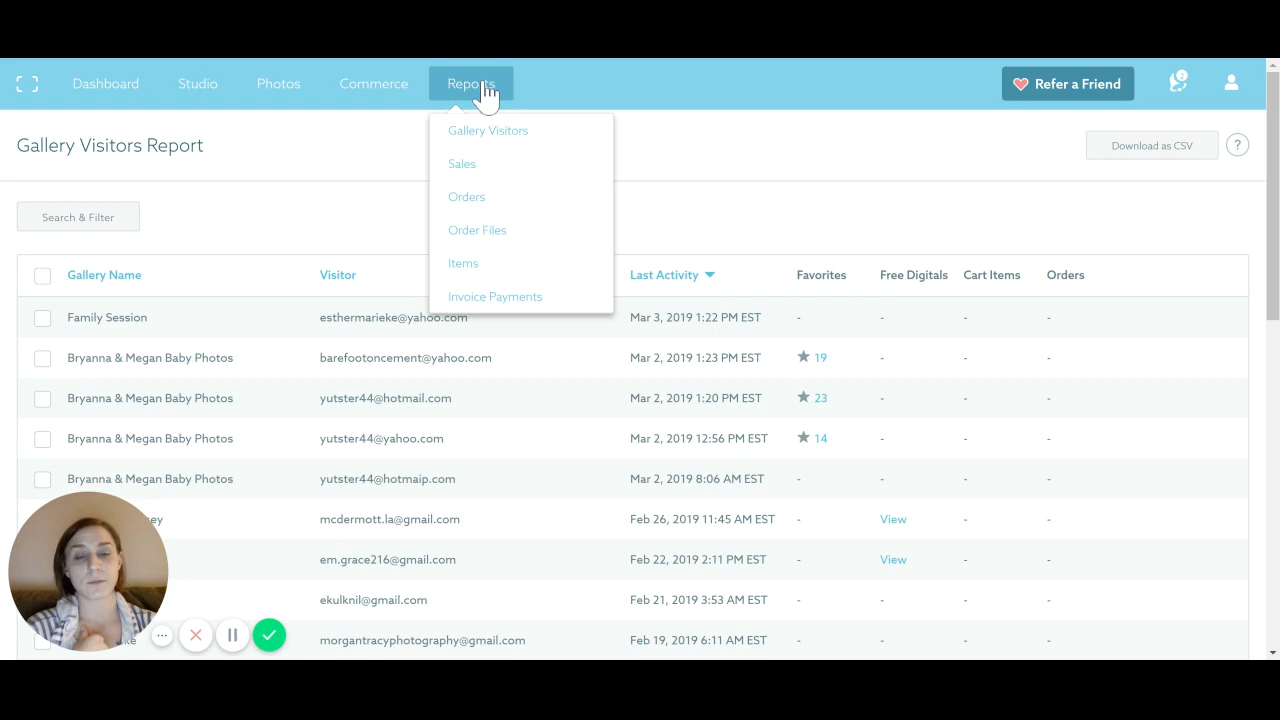 Dashboard Studio Photos Commerce Reports Refer a Friend 2
Gallery Visitors
Sales
Orders
Order Files
Items
Invoice Payments
Gallery Visitors Report Download as CSV ?
Search & Filter
Gallery Name Visitor Last Activity Favorites Free Digitals Cart Items Orders
Family Session esthermarieke@yahoo.com Mar 3, 2019 1:22 PM EST - - - -
Bryanna & Megan Baby Photos barefootoncement@yahoo.com Mar 2, 2019 1:23 PM EST 19 - - -
Bryanna & Megan Baby Photos yutster44@hotmail.com Mar 2, 2019 1:20 PM EST 23 - - -
Bryanna & Megan Baby Photos yutster44@yahoo.com Mar 2, 2019 12:56 PM EST 14 - - -
Bryanna & Megan Baby Photos yutster44@hotmaip.com Mar 2, 2019 8:06 AM EST - - - -
ey mcdermott.la@gmail.com Feb 26, 2019 11:45 AM EST - View - -
em.grace216@gmail.com Feb 22, 2019 2:11 PM EST - View - -
ekulknil@gmail.com Feb 21, 2019 3:53 AM EST - - - -
ke morgantracyphotography@gmail.com Feb 19, 2019 6:11 AM EST - - - -